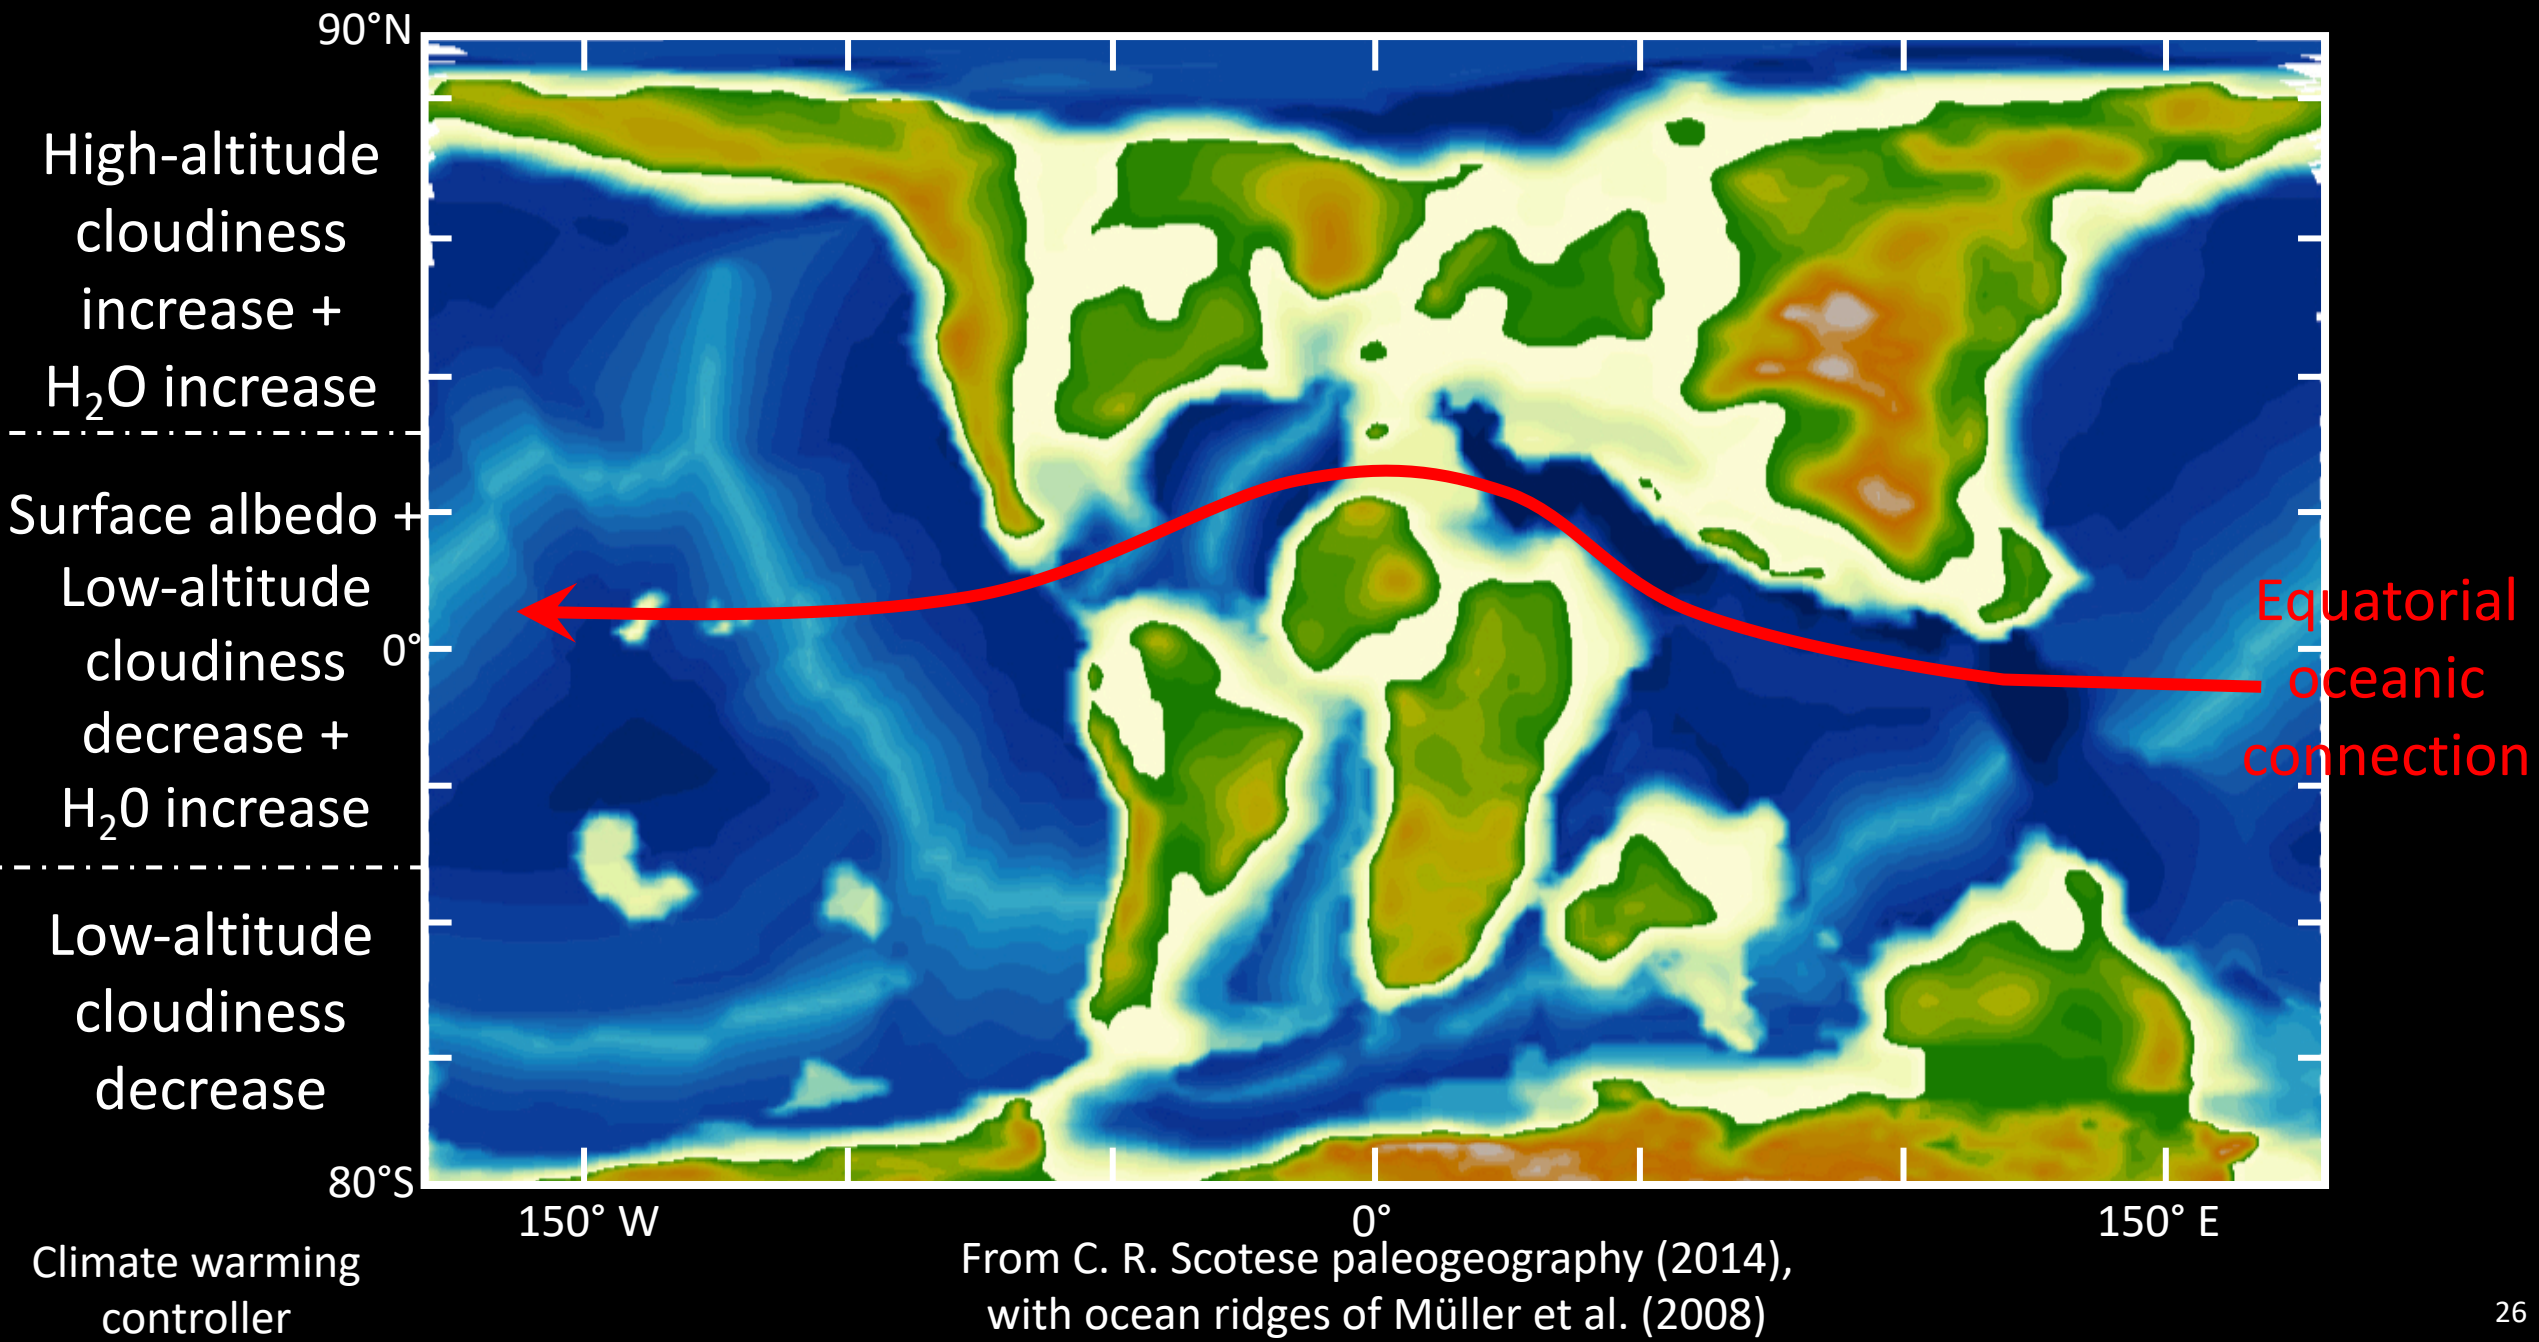 90°N
High-altitude
cloudiness
increase +
H₂O increase
Surface albedo +
Low-altitude
cloudiness
decrease +
H₂0 increase
0°
Low-altitude
cloudiness
decrease
80°S
Equatorial
oceanic
connection
150° W
0°
150° E
Climate warming
controller
From C. R. Scotese paleogeography (2014),
with ocean ridges of Müller et al. (2008)
26